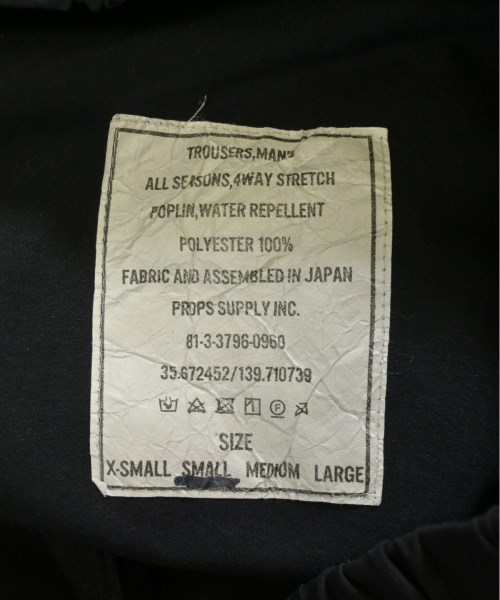 TROUSERS,MAN'S
ALL SEASONS,4WAY STRETCH
POPLIN,WATER REPELLENT
POLYESTER 100%
FABRIC AND ASSEMBLED IN JAPAN
PROPS SUPPLY INC.
81-3-3796-0960
35.672452/139.710739
SIZE
X-SMALL SMALL MEDIUM LARGE